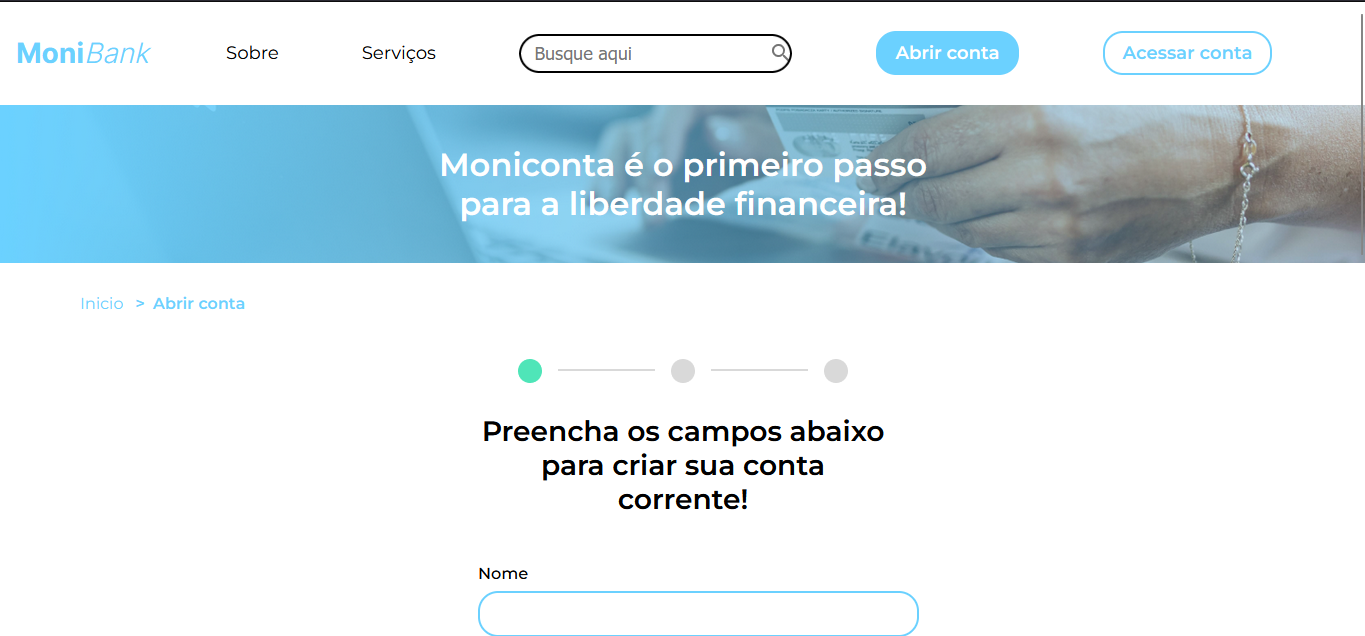 MoniBank
Sobre
Serviços
Busque aqui
Abrir conta
Acessar conta
Moniconta é o primeiro passo
para a liberdade financeira!
Inicio > Abrir conta
Preencha os campos abaixo
para criar sua conta
corrente!
Nome